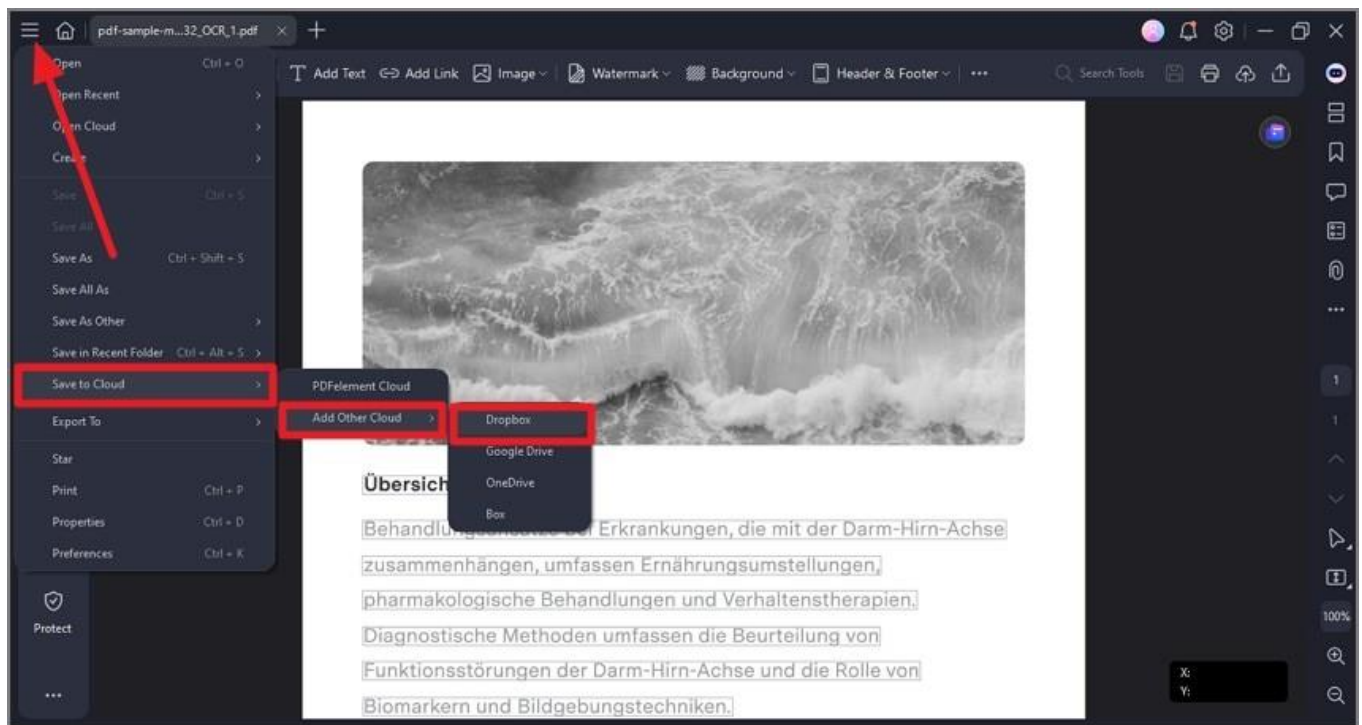 pdf-sample-m...32_OCR_1.pdf
Open Ctrl + O
Open Recent
Open Cloud
Create
Save Ctrl + S
Save All
Save As Ctrl + Shift + S
Save All As
Save As Other
Save in Recent Folder Ctrl + Alt + S
Save to Cloud
Export To
Star
Print Ctrl + P
Properties Ctrl + D
Preferences Ctrl + K
PDFelement Cloud
Add Other Cloud
Dropbox
Google Drive
OneDrive
Box
Add Text Add Link Image Watermark Background Header & Footer Search Tools
Protect
Übersich
Behandlungsansätze bei Erkrankungen, die mit der Darm-Hirn-Achse
zusammenhängen, umfassen Ernährungsumstellungen,
pharmakologische Behandlungen und Verhaltenstherapien.
Diagnostische Methoden umfassen die Beurteilung von
Funktionsstörungen der Darm-Hirn-Achse und die Rolle von
Biomarkern und Bildgebungstechniken.
1
1
100%
X:
Y: